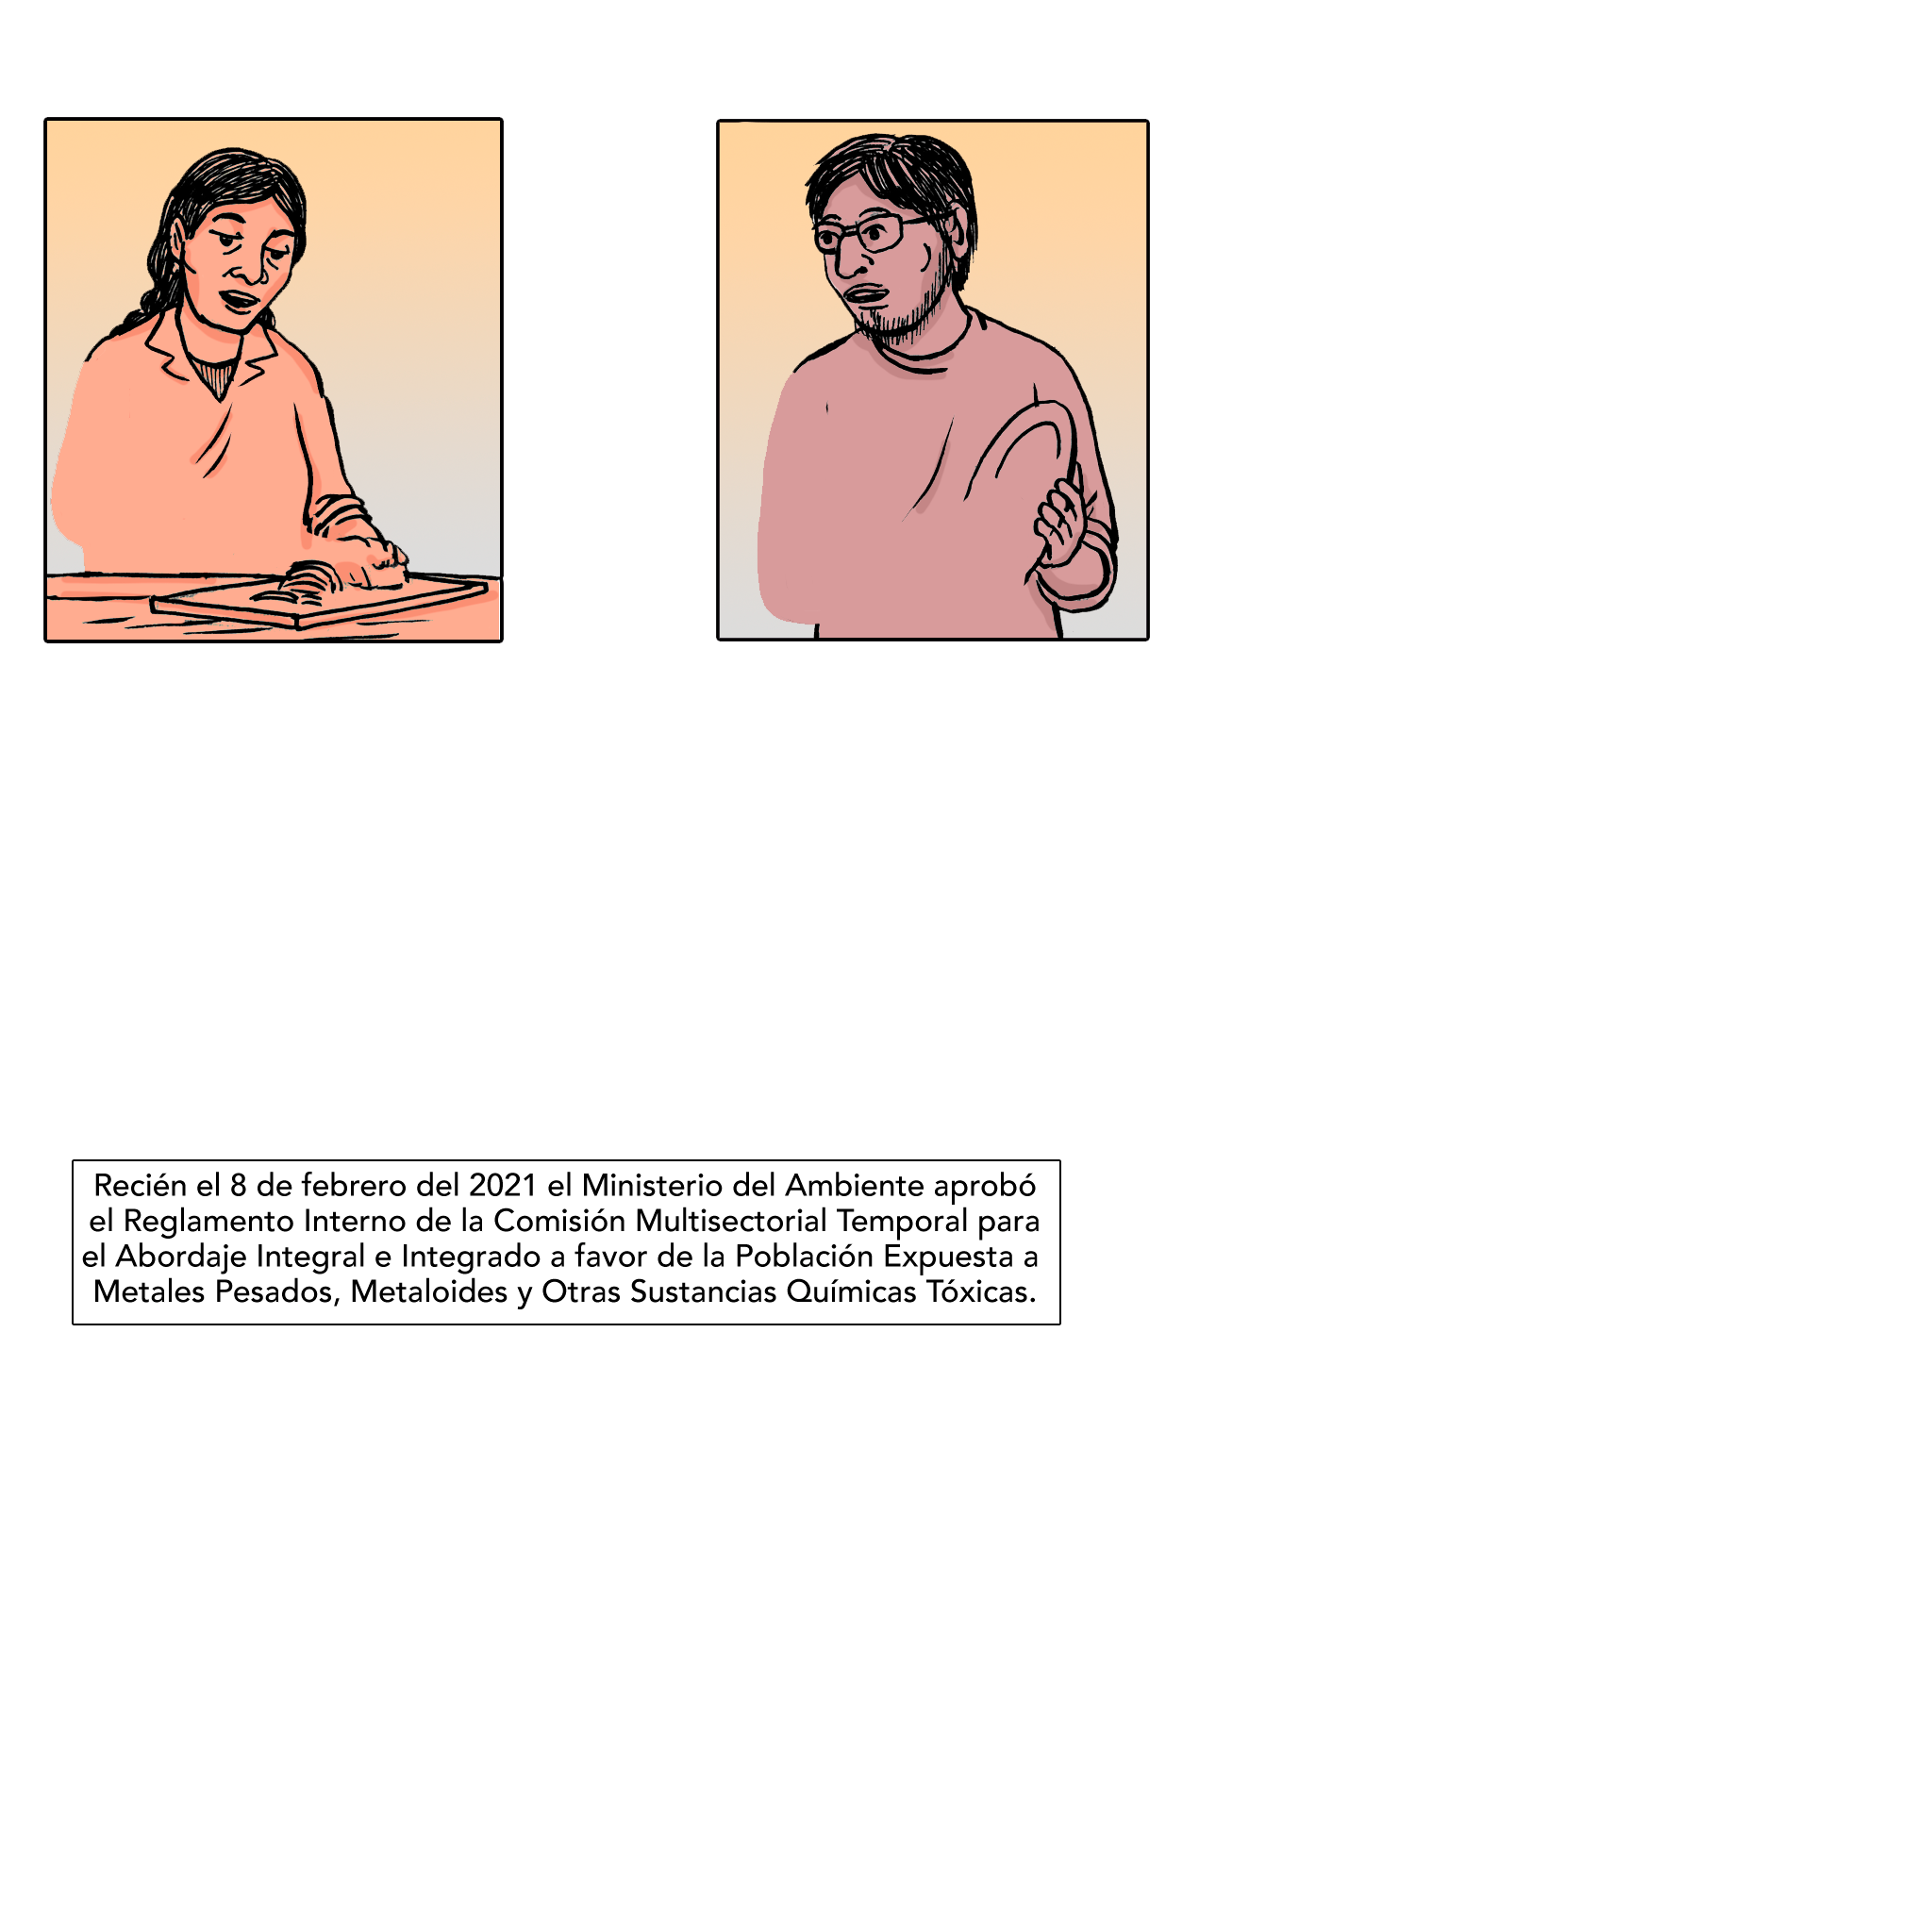 Recién el 8 de febrero del 2021 el Ministerio del Ambiente aprobó
el Reglamento Interno de la Comisión Multisectorial Temporal para
el Abordaje Integral e Integrado a favor de la Población Expuesta a
Metales Pesados, Metaloides y Otras Sustancias Químicas Tóxicas.